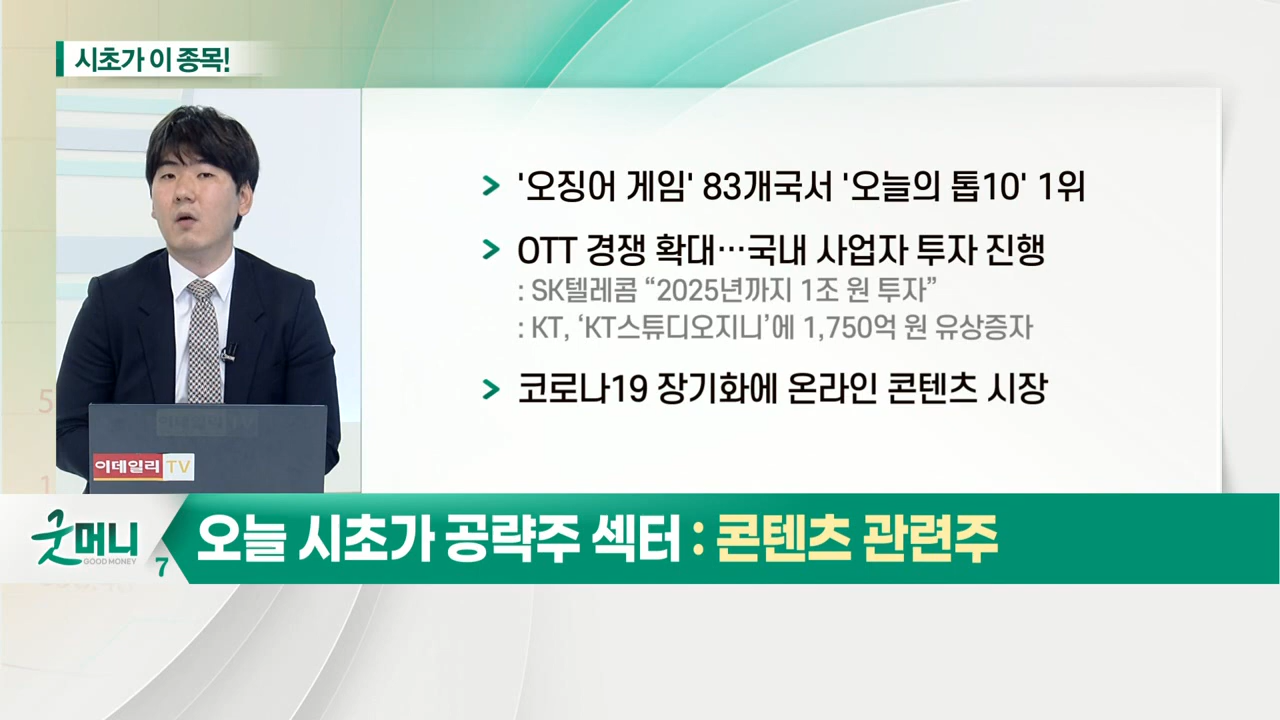 시초가 이 종목!
> '오징어 게임' 83개국서 '오늘의 톱10' 1위
> OTT 경쟁 확대…국내 사업자 투자 진행
: SK텔레콤 “2025년까지 1조 원 투자”
: KT, ‘KT스튜디오지니’에 1,750억 원 유상증자
> 코로나19 장기화에 온라인 콘텐츠 시장
이데일리 TV
이데일리 TV
굿머니
GOOD MONEY
7
오늘 시초가 공략주 섹터 : 콘텐츠 관련주